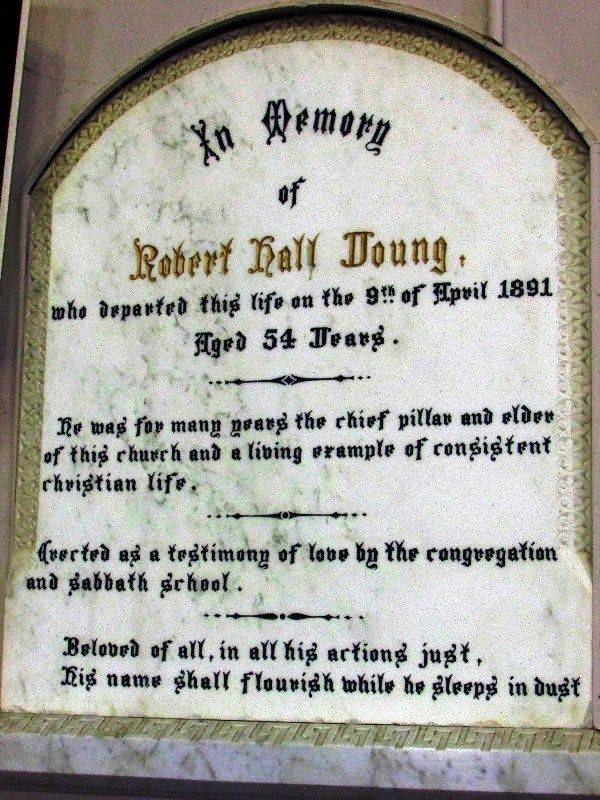 In Memory
of
Robert Hall Young.
who departed this life on the 9th of April 1891
Aged 54 Years.
He was for many years the chief pillar and elder
of this church and a living example of consistent
christian life.
Erected as a testimony of love by the congregation
and sabbath school.
Beloved of all, in all his actions just,
His name shall flourish while he sleeps in dust